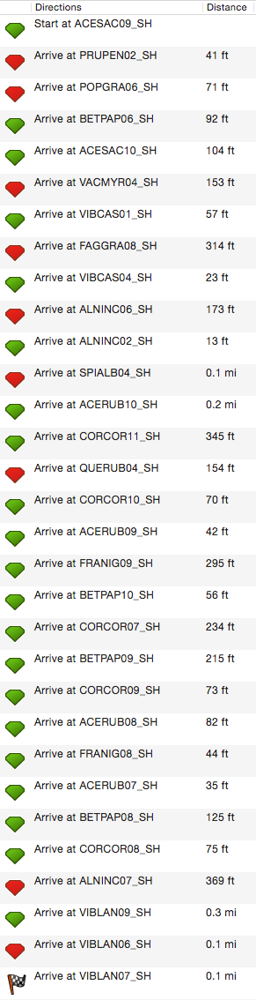 Directions Distance
Start at ACESAC09_SH
Arrive at PRUPEN02_SH 41 ft
Arrive at POPGRA06_SH 71 ft
Arrive at BETPAP06_SH 92 ft
Arrive at ACESAC10_SH 104 ft
Arrive at VACMYR04_SH 153 ft
Arrive at VIBCAS01_SH 57 ft
Arrive at FAGGRA08_SH 314 ft
Arrive at VIBCAS04_SH 23 ft
Arrive at ALNINC06_SH 173 ft
Arrive at ALNINC02_SH 13 ft
Arrive at SPIALB04_SH 0.1 mi
Arrive at ACERUB10_SH 0.2 mi
Arrive at CORCOR11_SH 345 ft
Arrive at QUERUB04_SH 154 ft
Arrive at CORCOR10_SH 70 ft
Arrive at ACERUB09_SH 42 ft
Arrive at FRANIG09_SH 295 ft
Arrive at BETPAP10_SH 56 ft
Arrive at CORCOR07_SH 234 ft
Arrive at BETPAP09_SH 215 ft
Arrive at CORCOR09_SH 73 ft
Arrive at ACERUB08_SH 82 ft
Arrive at FRANIG08_SH 44 ft
Arrive at ACERUB07_SH 35 ft
Arrive at BETPAP08_SH 125 ft
Arrive at CORCOR08_SH 75 ft
Arrive at ALNINC07_SH 369 ft
Arrive at VIBLAN09_SH 0.3 mi
Arrive at VIBLAN06_SH 0.1 mi
Arrive at VIBLAN07_SH 0.1 mi